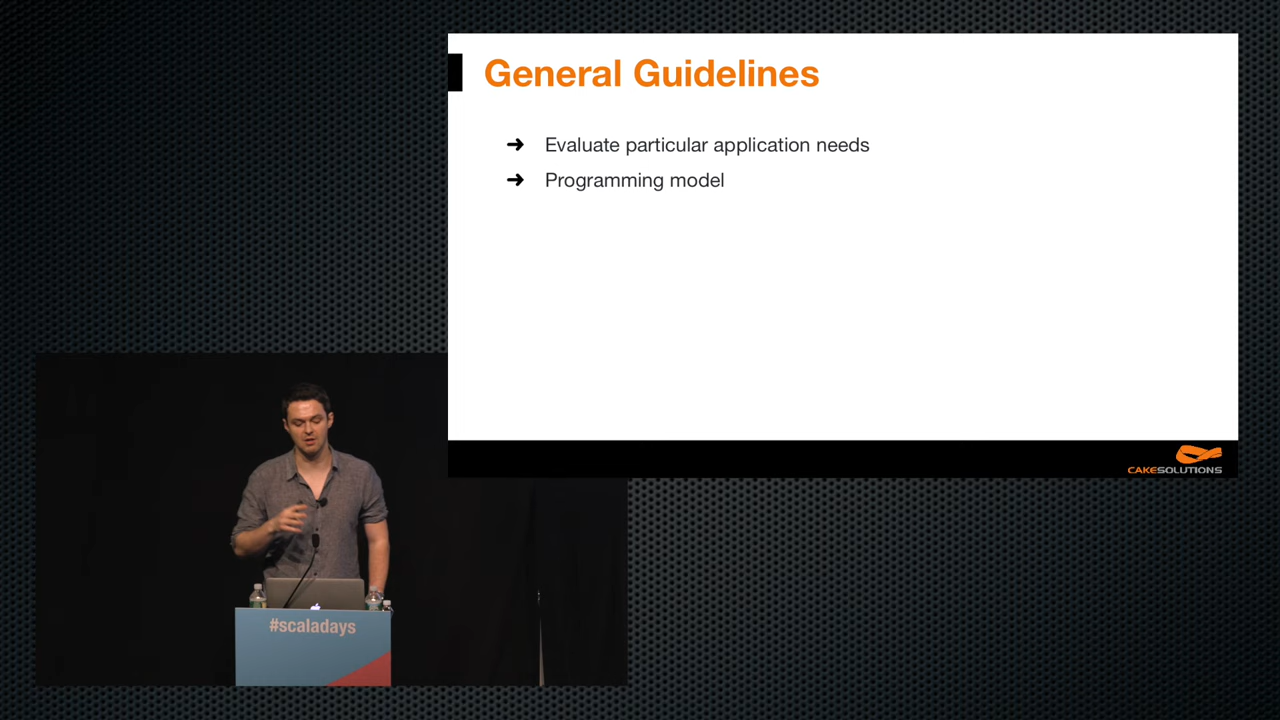 General Guidelines
➜ Evaluate particular application needs
➜ Programming model
CAKESOLUTIONS
#scaladays